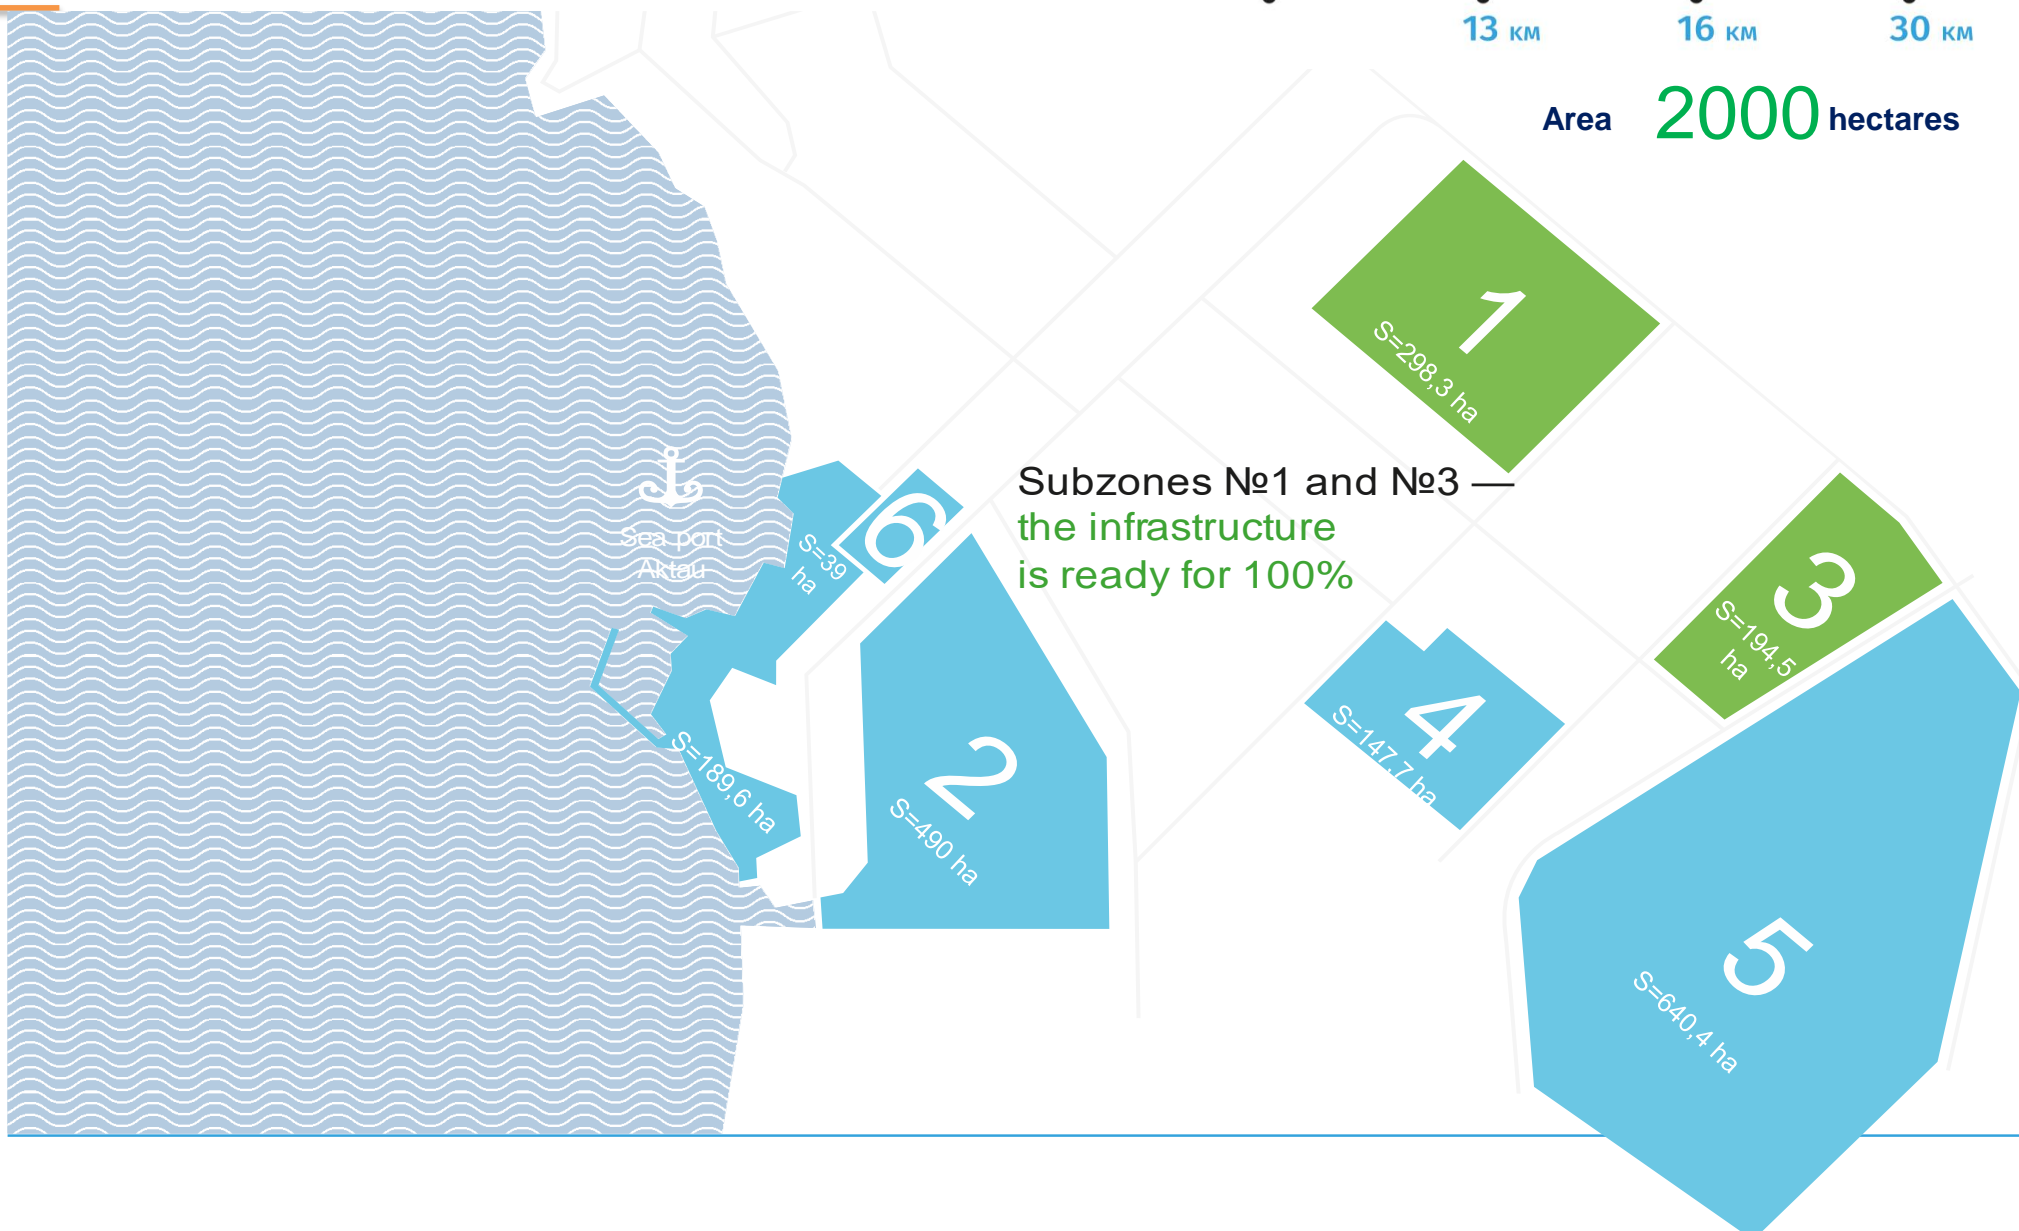 13 км 16 км 30 км
Area 2000 hectares
1
S=298,3 ha
Subzones №1 and №3 —
the infrastructure
is ready for 100%
6
S=39
ha
Sea port
Aktau
3
S=194,5
ha
4
S=147,7 ha
2
S=490 ha
S=189,6 ha
5
S=640,4 ha